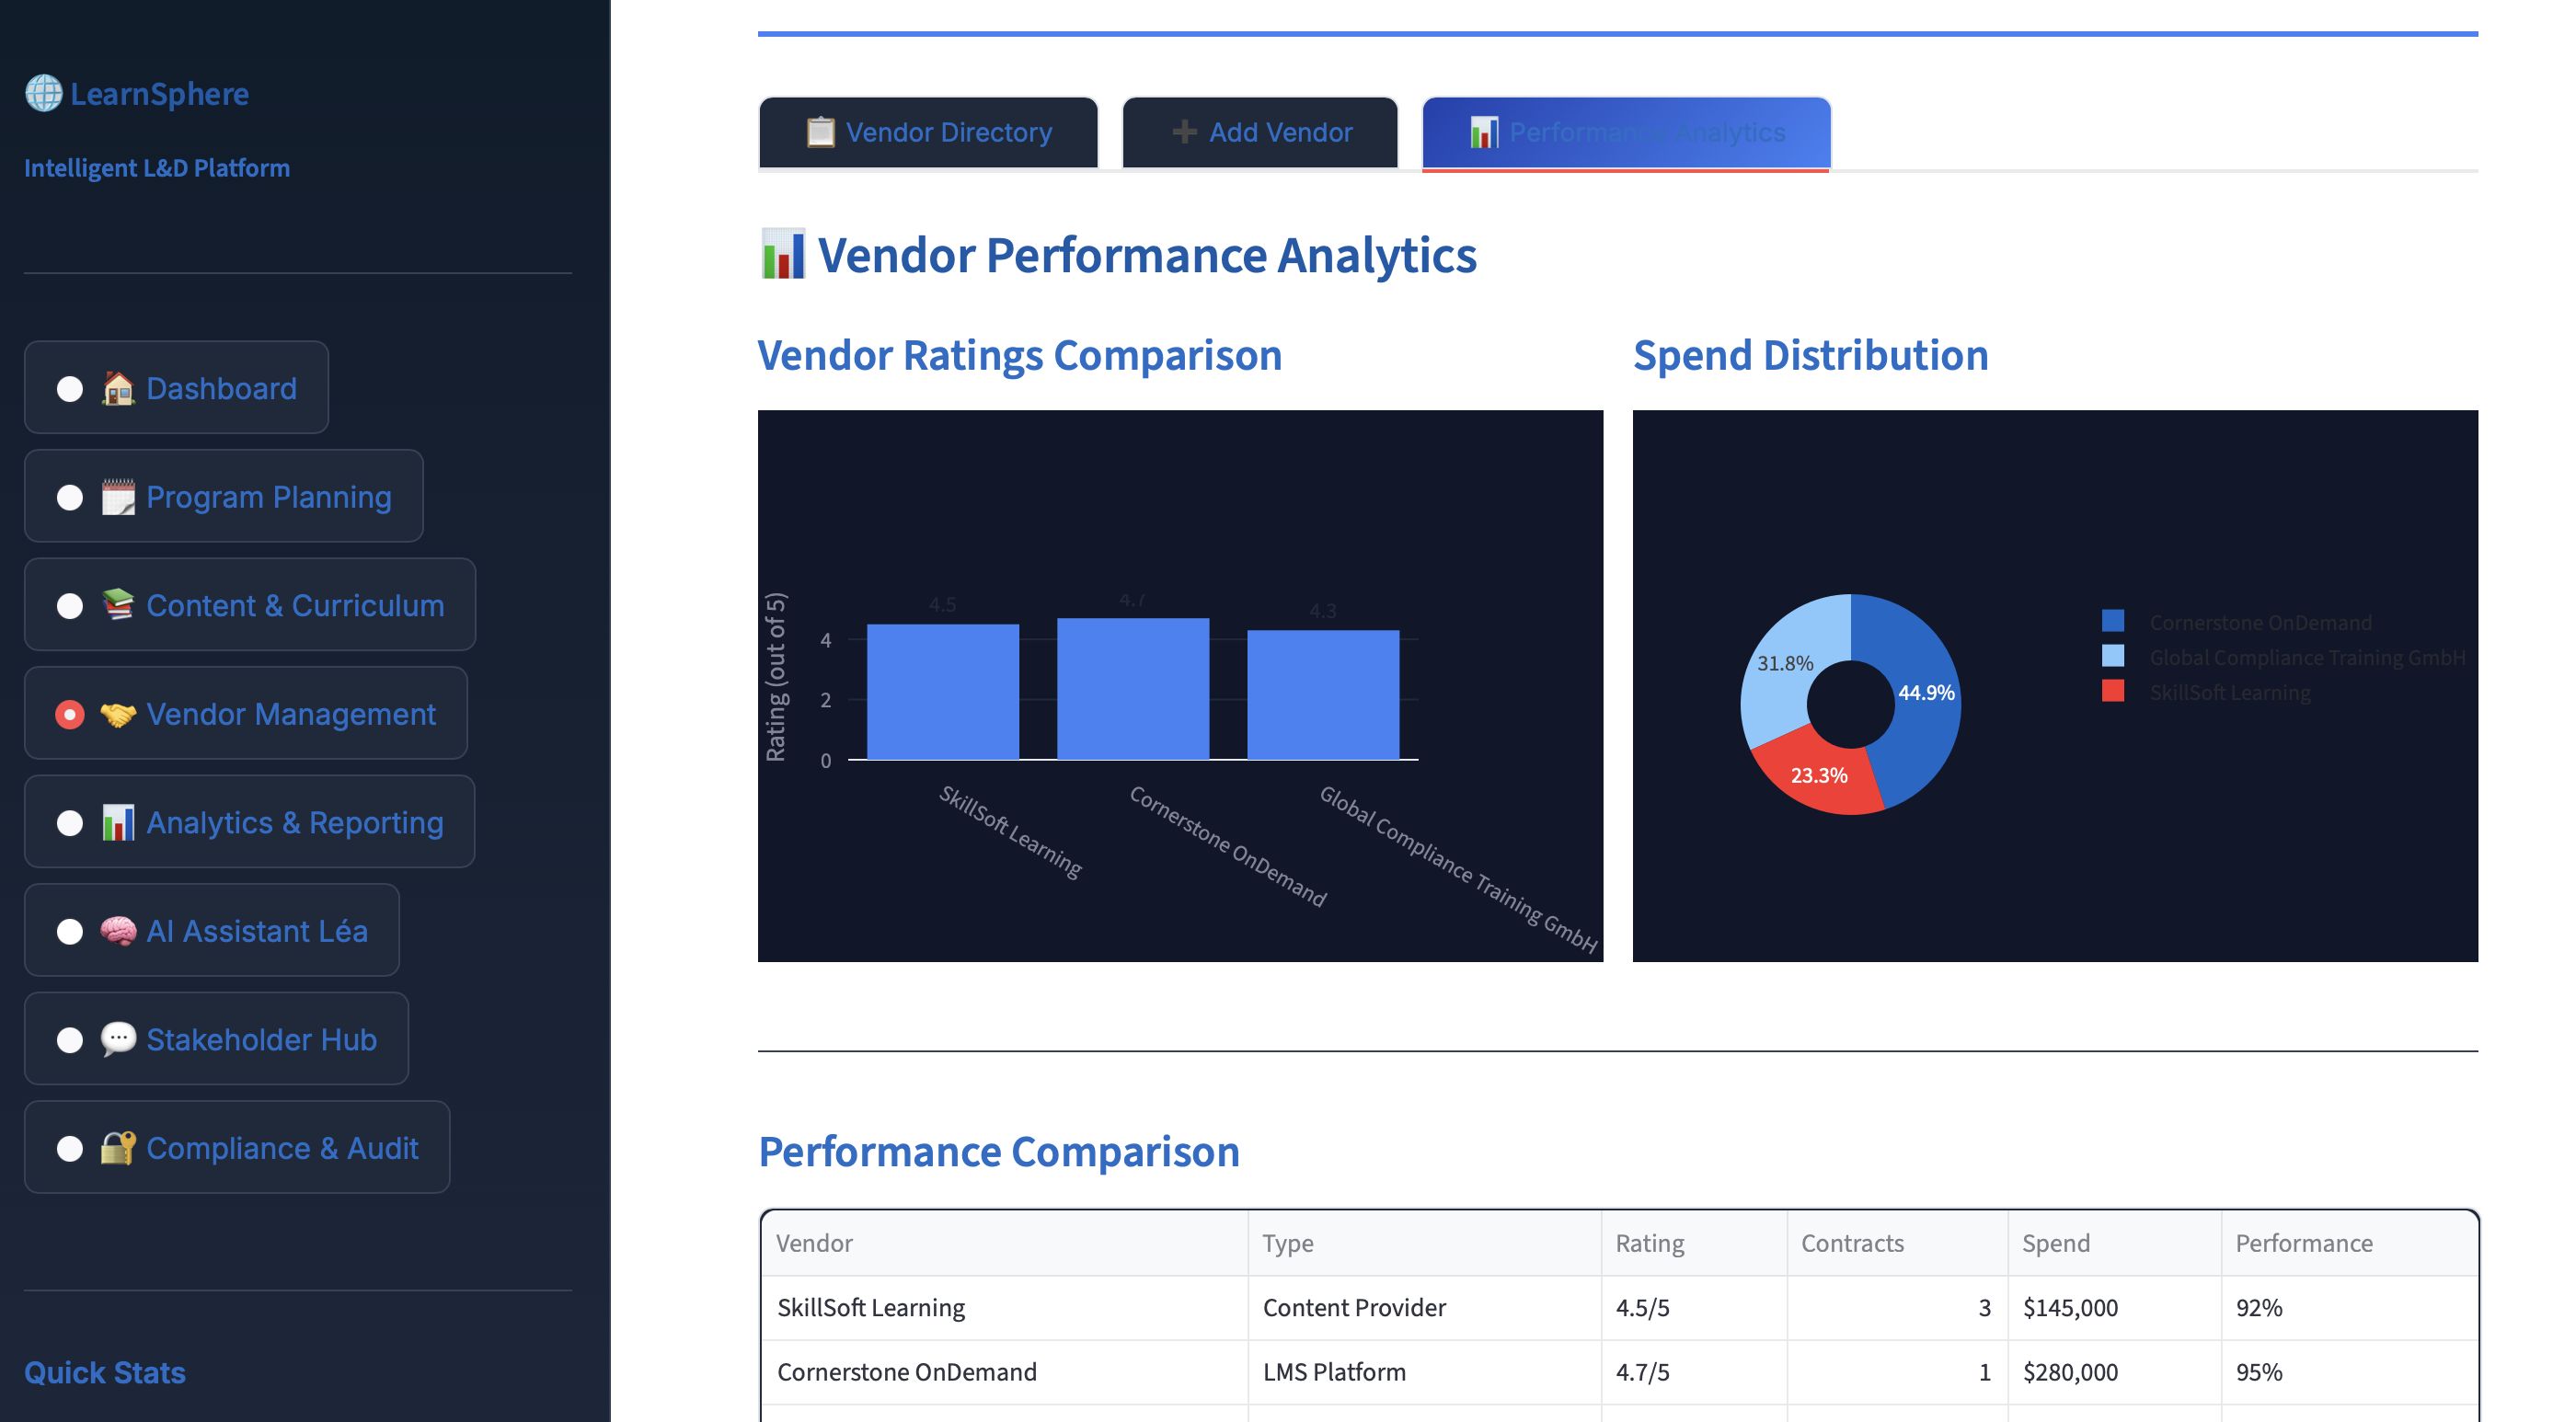 LearnSphere
Intelligent L&D Platform
Dashboard
Program Planning
Content & Curriculum
Vendor Management
Analytics & Reporting
AI Assistant Léa
Stakeholder Hub
Compliance & Audit
Quick Stats
Vendor Directory
Add Vendor
Performance Analytics
Vendor Performance Analytics
Vendor Ratings Comparison
Rating (out of 5)
4
2
0
4.5
4.7
4.3
SkillSoft Learning
Cornerstone OnDemand
Global Compliance Training GmbH
Spend Distribution
31.8%
44.9%
23.3%
Cornerstone OnDemand
Global Compliance Training GmbH
SkillSoft Learning
Performance Comparison
Vendor Type Rating Contracts Spend Performance
SkillSoft Learning Content Provider 4.5/5 3 $145,000 92%
Cornerstone OnDemand LMS Platform 4.7/5 1 $280,000 95%